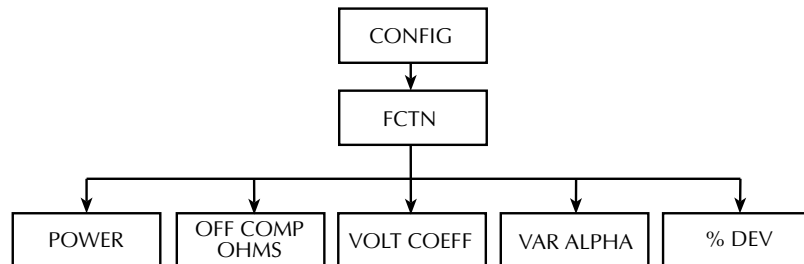 CONFIG
FCTN
POWER
OFF COMP
OHMS
VOLT COEFF
VAR ALPHA
% DEV